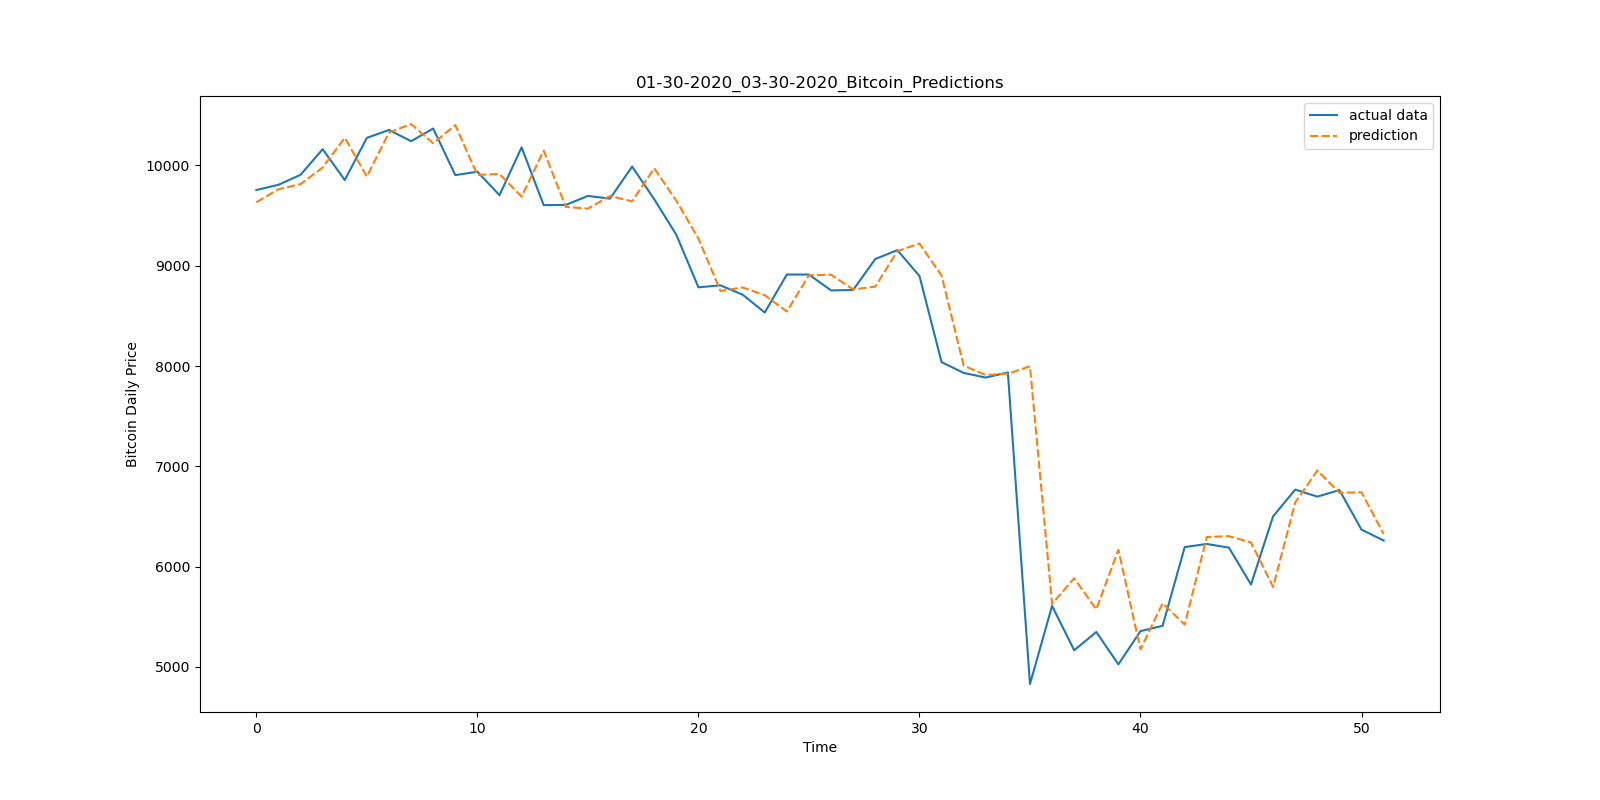 01-30-2020_03-30-2020_Bitcoin_Predictions
actual data
prediction
10000
9000
8000
7000
6000
5000
Bitcoin Daily Price
0 10 20 30 40 50
Time